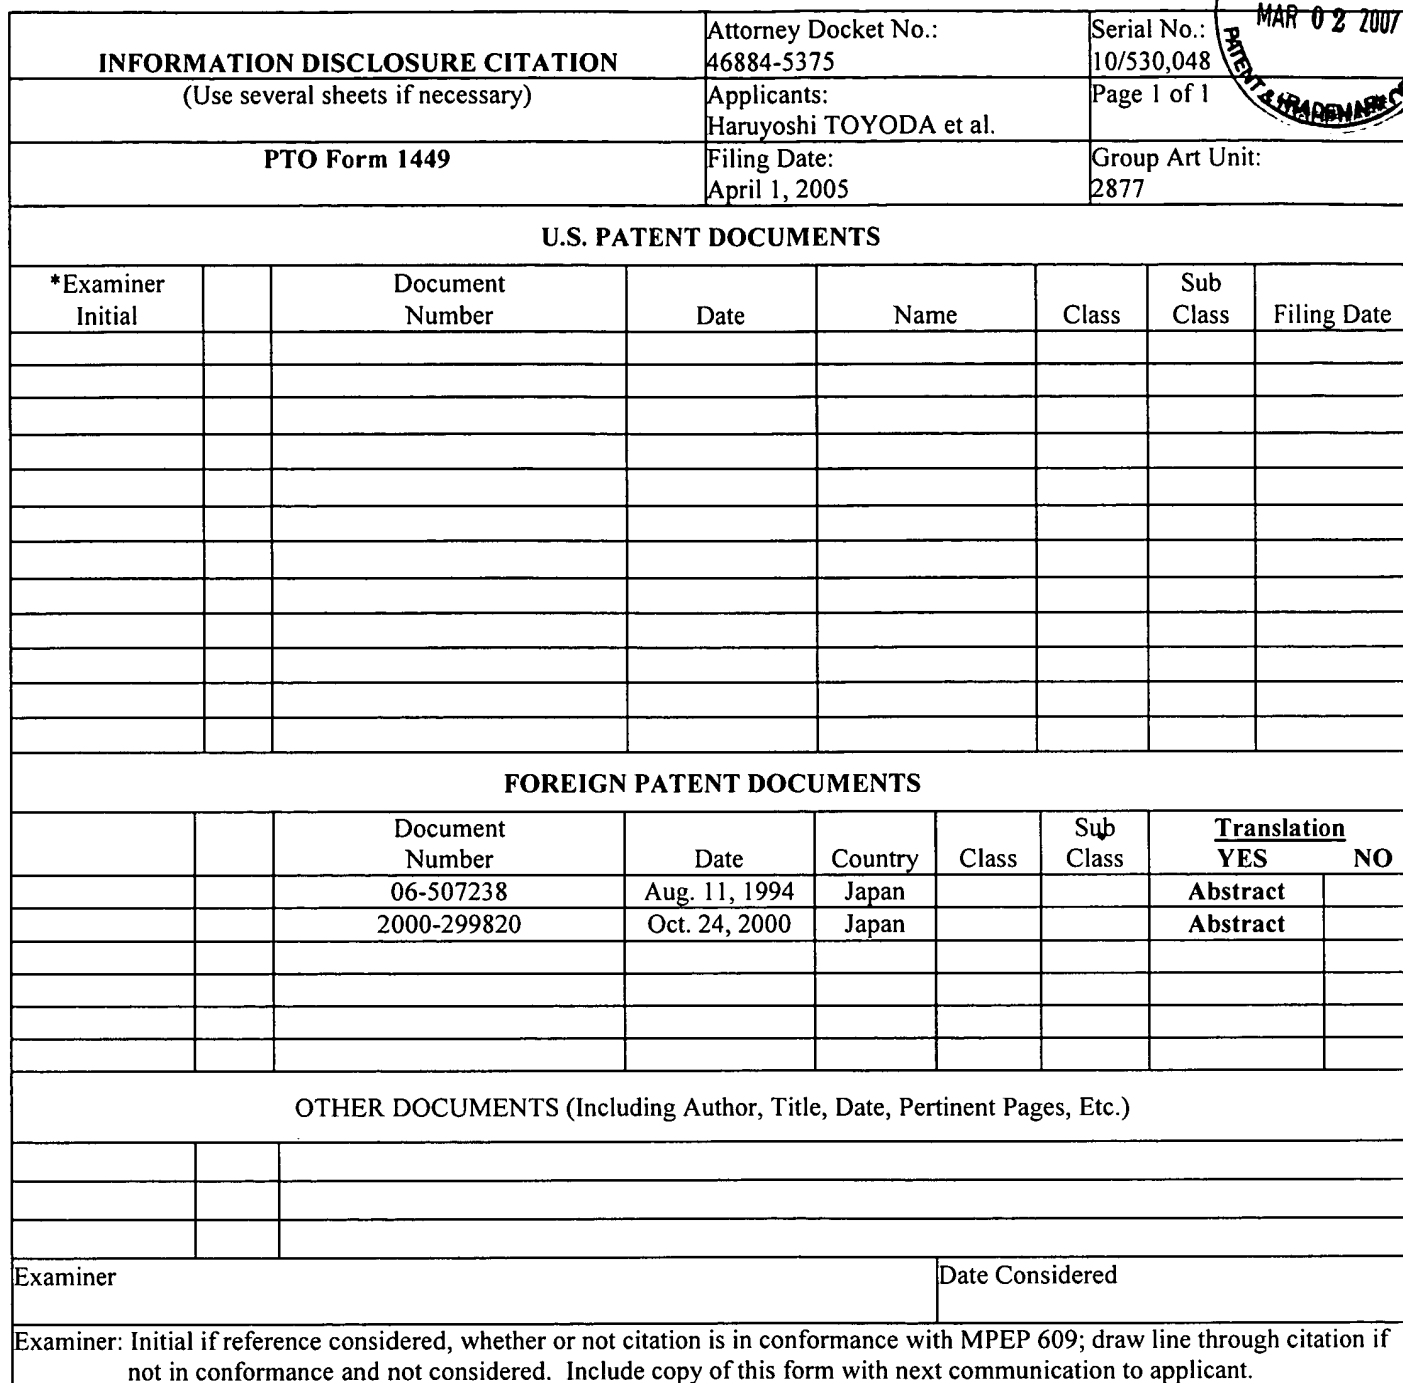 MAR 02 2007
PATENT & TRADEMARK
INFORMATION DISCLOSURE CITATION
(Use several sheets if necessary)
PTO Form 1449
Attorney Docket No.:
46884-5375
Serial No.:
10/530,048
Applicants:
Haruyoshi TOYODA et al.
Page 1 of 1
Filing Date:
April 1, 2005
Group Art Unit:
2877
U.S. PATENT DOCUMENTS
*Examiner Initial Document Number Date Name Class Sub Class Filing Date
FOREIGN PATENT DOCUMENTS
Document Number Date Country Class Sub Class Translation YES NO
06-507238 Aug. 11, 1994 Japan Abstract
2000-299820 Oct. 24, 2000 Japan Abstract
OTHER DOCUMENTS (Including Author, Title, Date, Pertinent Pages, Etc.)
Examiner Date Considered
Examiner: Initial if reference considered, whether or not citation is in conformance with MPEP 609; draw line through citation if
not in conformance and not considered. Include copy of this form with next communication to applicant.